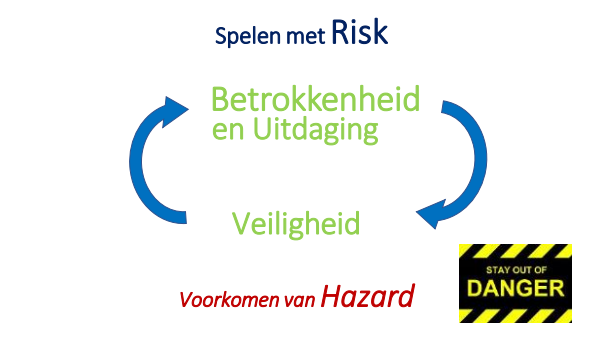 Spelen met Risk
Betrokkenheid
en Uitdaging
Veiligheid
STAY OUT OF
DANGER
Voorkomen van Hazard